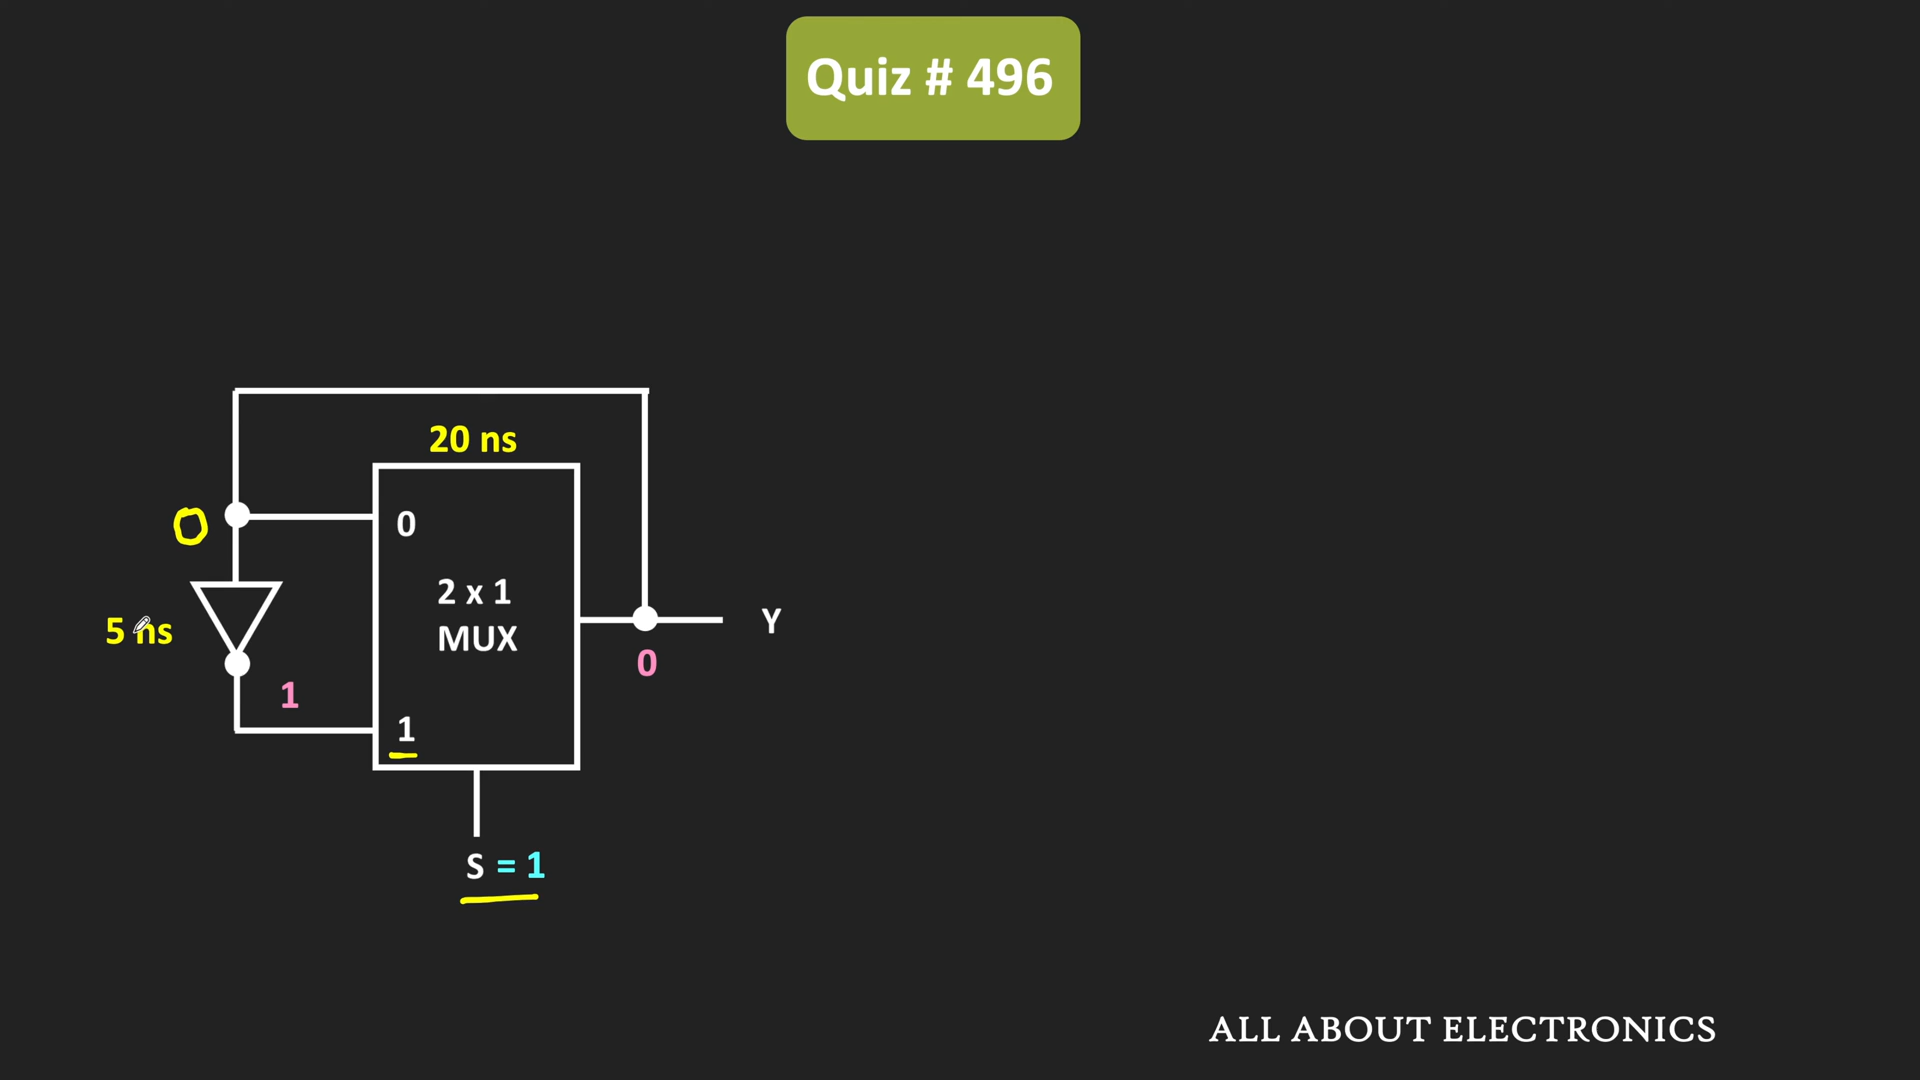 Quiz # 496
20 ns
0
0
2 x 1
MUX
Y
5 ns
0
1
1
S = 1
ALL ABOUT ELECTRONICS